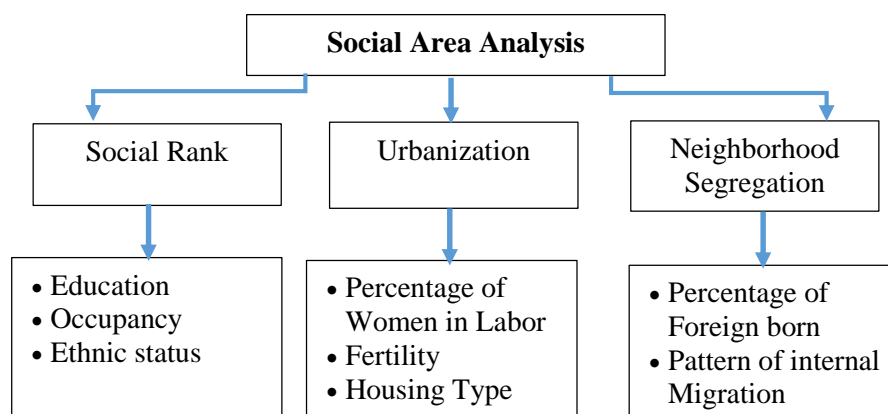 Social Area Analysis
Social Rank
Urbanization
Neighborhood
Segregation
• Education
• Occupancy
• Ethnic status
• Percentage of
Women in Labor
• Fertility
• Housing Type
• Percentage of
Foreign born
• Pattern of internal
Migration